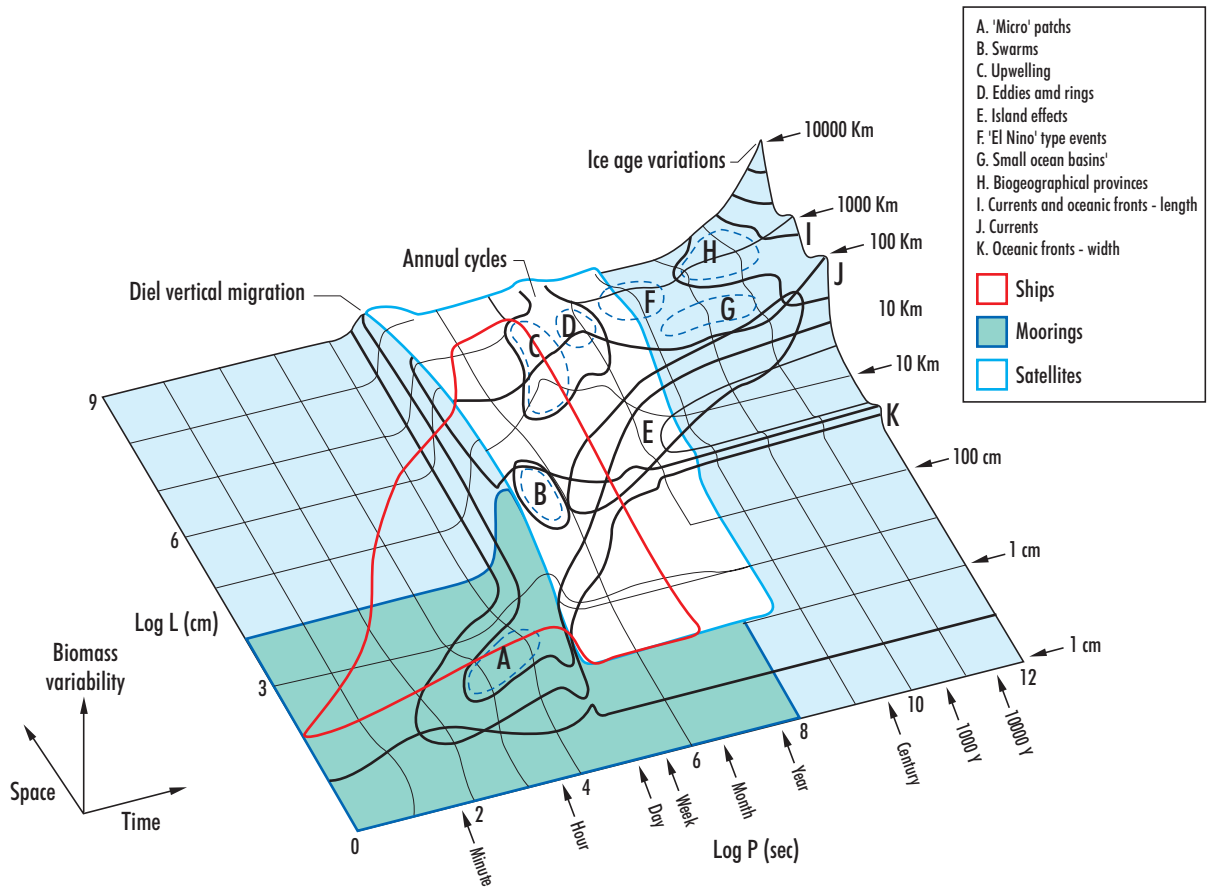 A. 'Micro' patchs
B. Swarms
C. Upwelling
D. Eddies amd rings
E. Island effects
F. 'El Nino' type events
G. Small ocean basins'
H. Biogeographical provinces
I. Currents and oceanic fronts - length
J. Currents
K. Oceanic fronts - width
Ships
Moorings
Satellites
10000 Km
Ice age variations
1000 Km
I
100 Km
H
J
Annual cycles
Diel vertical migration
F
G
10 Km
D
C
10 Km
9
K
E
100 cm
B
6
1 cm
Log L (cm)
Biomass
variability
A
1 cm
3
12
10
8
6
4
2
0
Space
Time
Minute
Hour
Day
Week
Month
Year
Century
1000 Y
10000 Y
Log P (sec)